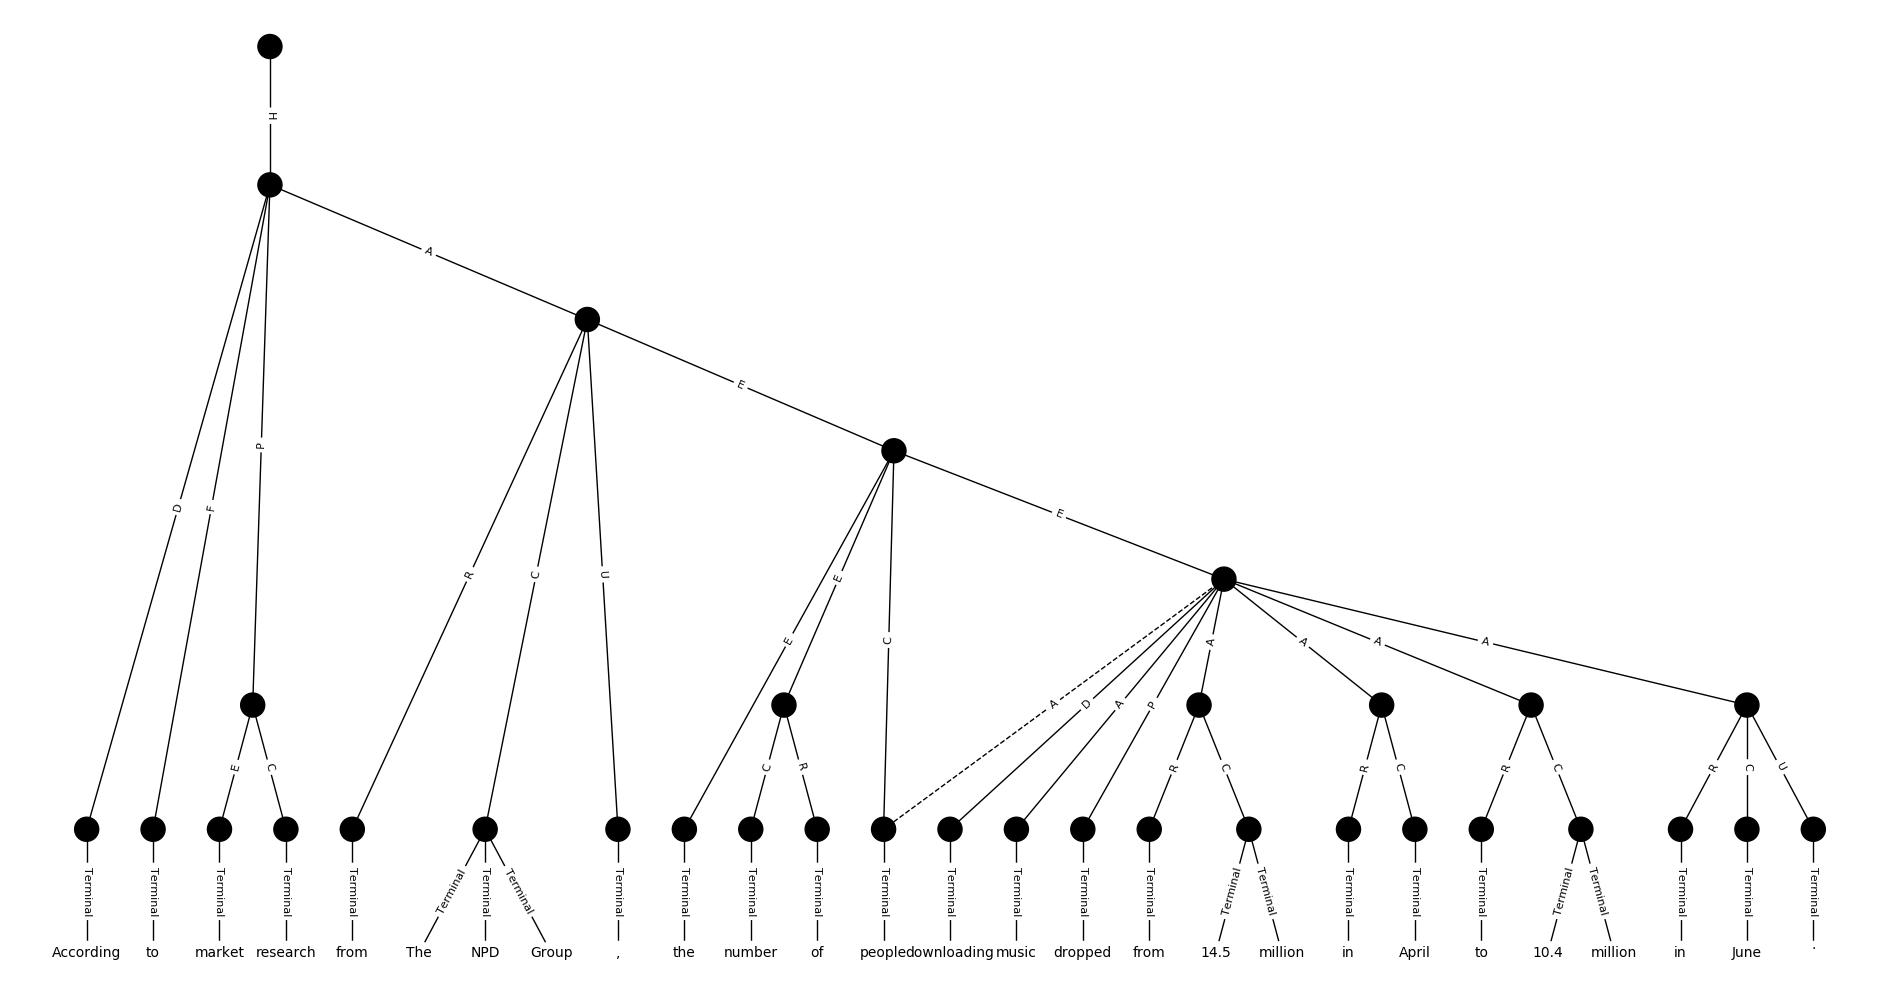 H
A
E
E
D
F
P
R
C
U
E
E
C
A
D
A
P
A
A
A
A
E
C
C
R
R
C
R
C
R
C
R
C
U
Terminal Terminal Terminal Terminal Terminal Terminal Terminal Terminal Terminal Terminal Terminal Terminal Terminal Terminal Terminal Terminal Terminal Terminal Terminal Terminal Terminal Terminal Terminal Terminal Terminal Terminal Terminal
According to market research from The NPD Group , the number of people downloading music dropped from 14.5 million in April to 10.4 million in June .